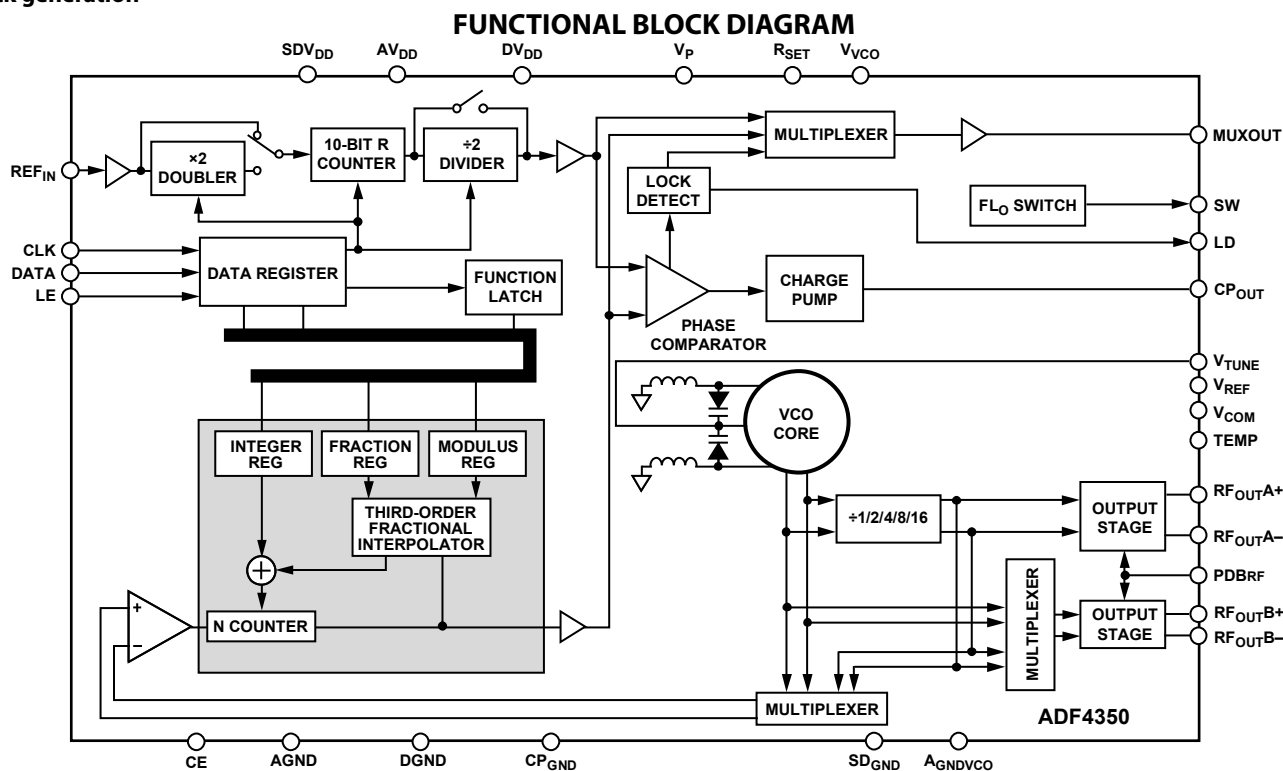 k generation
FUNCTIONAL BLOCK DIAGRAM
SDVDD AVDD DVDD VP RSET VVCO
REFIN
×2
DOUBLER
10-BIT R
COUNTER
÷2
DIVIDER
MULTIPLEXER
MUXOUT
LOCK
DETECT
FLO SWITCH
SW
LD
CLK
DATA
LE
DATA REGISTER
FUNCTION
LATCH
CHARGE
PUMP
CPOUT
PHASE
COMPARATOR
VTUNE
VREF
VCOM
TEMP
VCO
CORE
INTEGER
REG
FRACTION
REG
MODULUS
REG
THIRD-ORDER
FRACTIONAL
INTERPOLATOR
+
N COUNTER
+
–
÷1/2/4/8/16
OUTPUT
STAGE
RFOUTA+
RFOUTA–
PDBRF
MULTIPLEXER
OUTPUT
STAGE
RFOUTB+
RFOUTB–
MULTIPLEXER
ADF4350
CE AGND DGND CPGND SDGND AGNDVCO